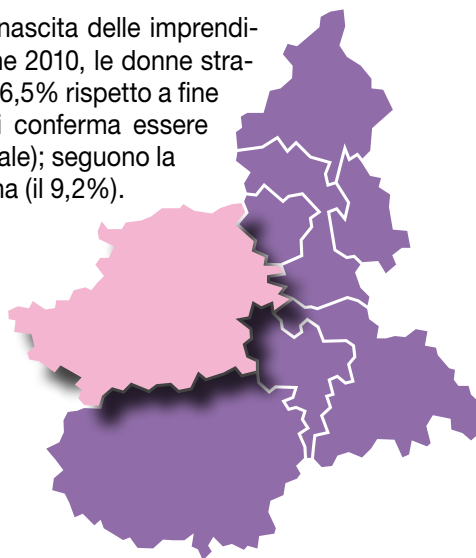 nascita delle imprendi-
ne 2010, le donne stra-
6,5% rispetto a fine
i conferma essere
ale); seguono la
na (il 9,2%).